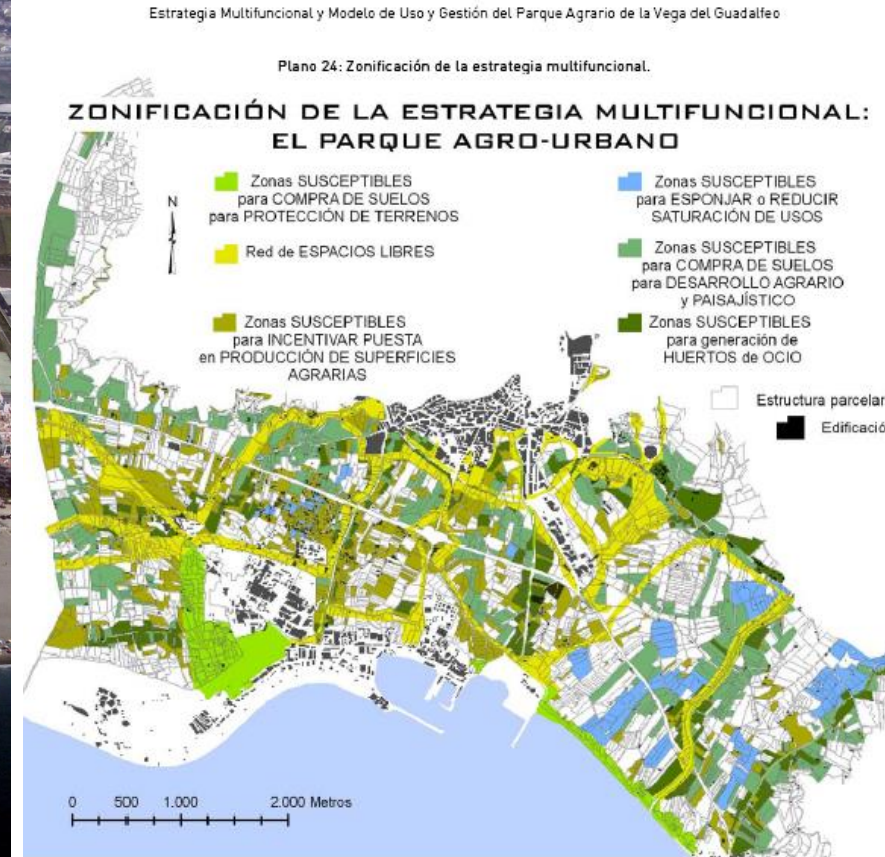 Estrategia Multifuncional y Modelo de Uso y Gestión del Parque Agrario de la Vega del Guadalfeo
Plano 24: Zonificación de la estrategia multifuncional.
ZONIFICACIÓN DE LA ESTRATEGIA MULTIFUNCIONAL:
EL PARQUE AGRO-URBANO
Zonas SUSCEPTIBLES
para COMPRA DE SUELOS
para PROTECCIÓN DE TERRENOS
N
Red de ESPACIOS LIBRES
Zonas SUSCEPTIBLES
para INCENTIVAR PUESTA
en PRODUCCIÓN DE SUPERFICIES
AGRARIAS
Zonas SUSCEPTIBLES
para ESPONJAR o REDUCIR
SATURACIÓN DE USOS
Zonas SUSCEPTIBLES
para COMPRA DE SUELOS
para DESARROLLO AGRARIO
y PAISAJÍSTICO
Zonas SUSCEPTIBLES
para generación de
HUERTOS de OCIO
Estructura parcelar
Edificació
0 500 1.000 2.000 Metros